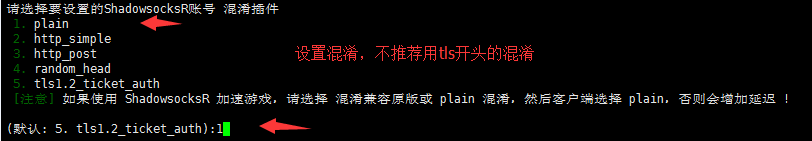 请选择要设置的ShadowsocksR账号 混淆插件
1. plain
2. http_simple
3. http_post
设置混淆，不推荐用tls开头的混淆
4. random_head
5. tls1.2_ticket_auth
[注意] 如果使用 ShadowsocksR 加速游戏，请选择 混淆兼容原版或 plain 混淆，然后客户端选择 plain，否则会增加延迟 !
(默认: 5. tls1.2_ticket_auth):1